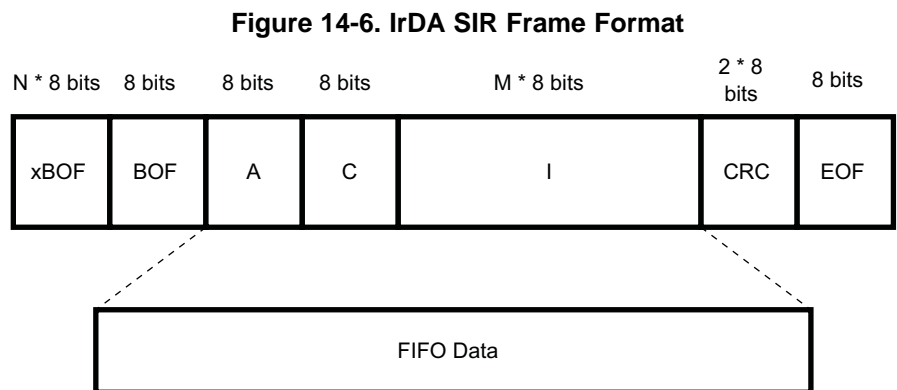 Figure 14-6. IrDA SIR Frame Format
N * 8 bits 8 bits 8 bits 8 bits M * 8 bits 2 * 8 bits 8 bits
xBOF BOF A C I CRC EOF
FIFO Data